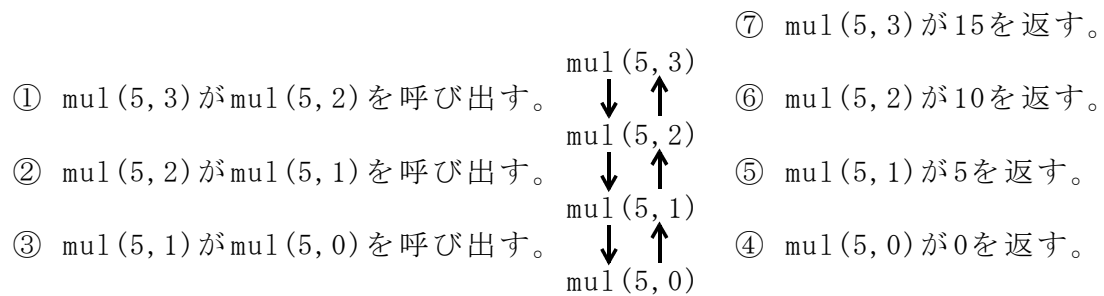 ⑦ mul(5,3)が15を返す。
mul(5,3)
① mul(5,3)がmul(5,2)を呼び出す。
⑥ mul(5,2)が10を返す。
mul(5,2)
② mul(5,2)がmul(5,1)を呼び出す。
⑤ mul(5,1)が5を返す。
mul(5,1)
③ mul(5,1)がmul(5,0)を呼び出す。
④ mul(5,0)が0を返す。
mul(5,0)